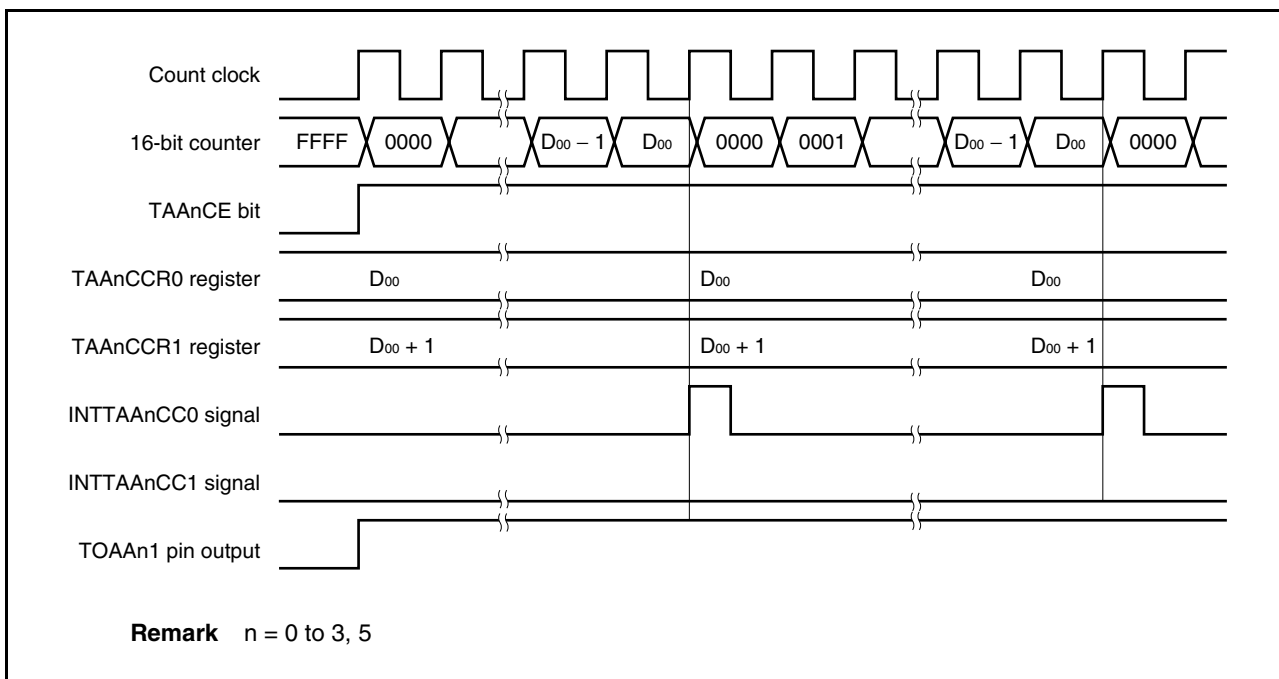 Count clock
16-bit counter FFFF 0000 D00 − 1 D00 0000 0001 D00 − 1 D00 0000
TAAnCE bit
TAAnCCR0 register D00 D00 D00
TAAnCCR1 register D00 + 1 D00 + 1 D00 + 1
INTTAAnCC0 signal
INTTAAnCC1 signal
TOAAn1 pin output
Remark n = 0 to 3, 5